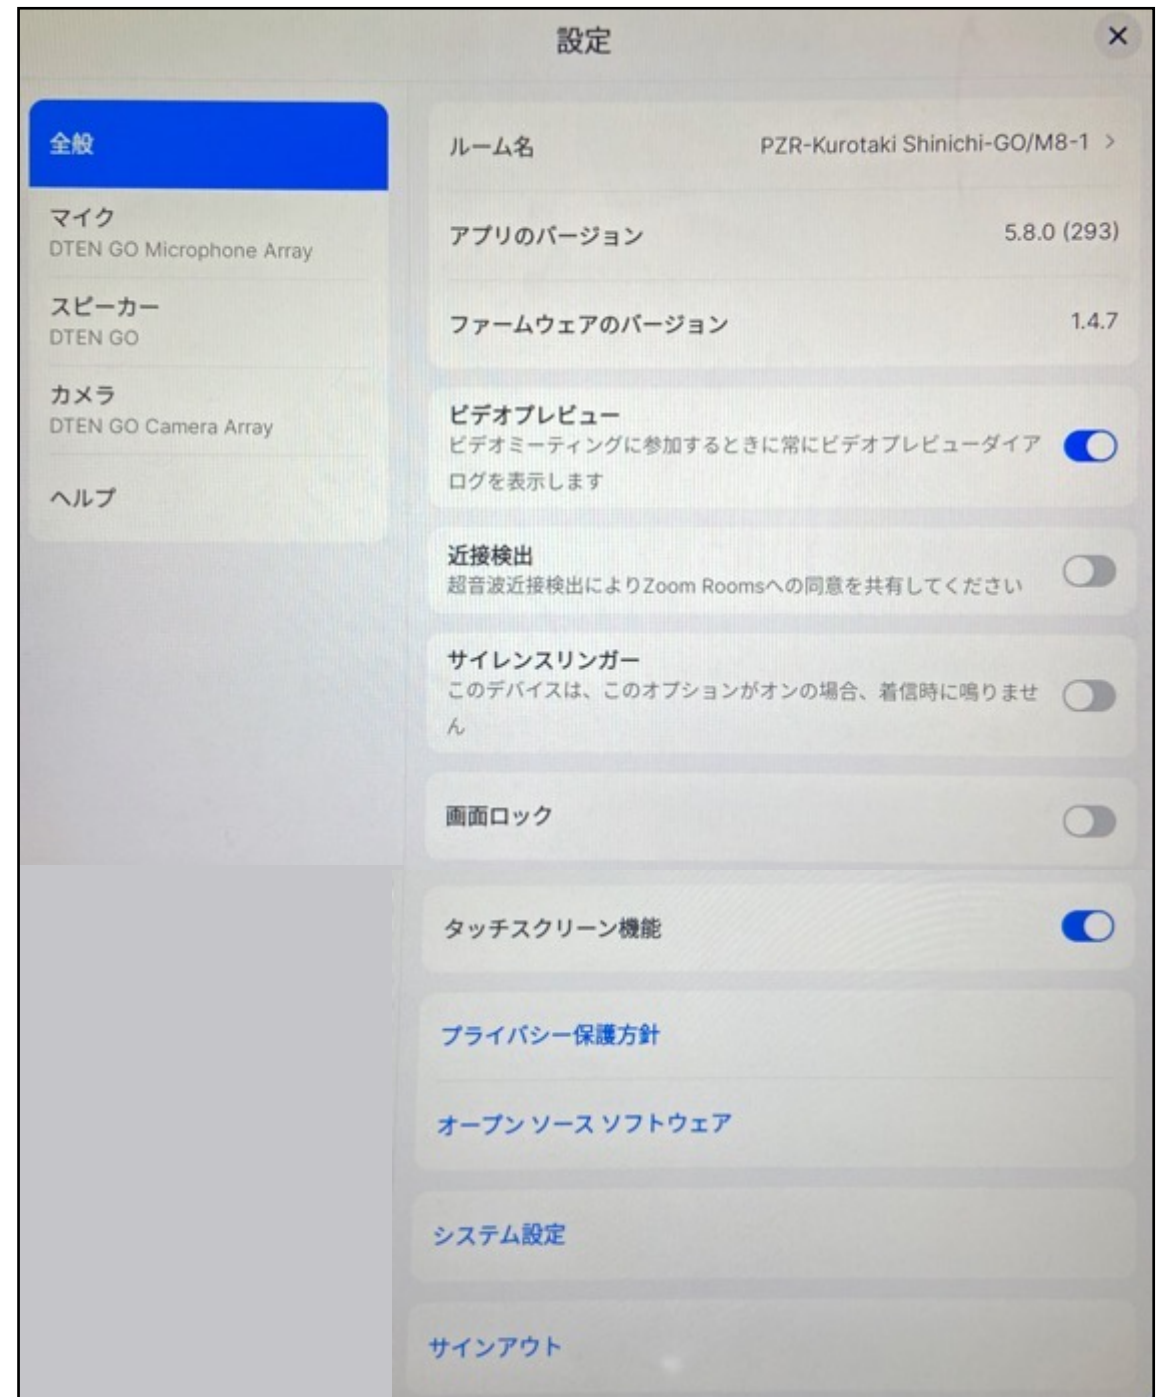 設定
全般
マイク
DTEN GO Microphone Array
スピーカー
DTEN GO
カメラ
DTEN GO Camera Array
ヘルプ
ルーム名
PZR-Kurotaki Shinichi-GO/M8-1
アプリのバージョン
5.8.0 (293)
ファームウェアのバージョン
1.4.7
ビデオプレビュー
ビデオミーティングに参加するときに常にビデオプレビューダイア
ログを表示します
近接検出
超音波近接検出によりZoom Roomsへの同意を共有してください
サイレンスリンガー
このデバイスは、このオプションがオンの場合、着信時に鳴りませ
ん
画面ロック
タッチスクリーン機能
プライバシー保護方針
オープン ソース ソフトウェア
システム設定
サインアウト